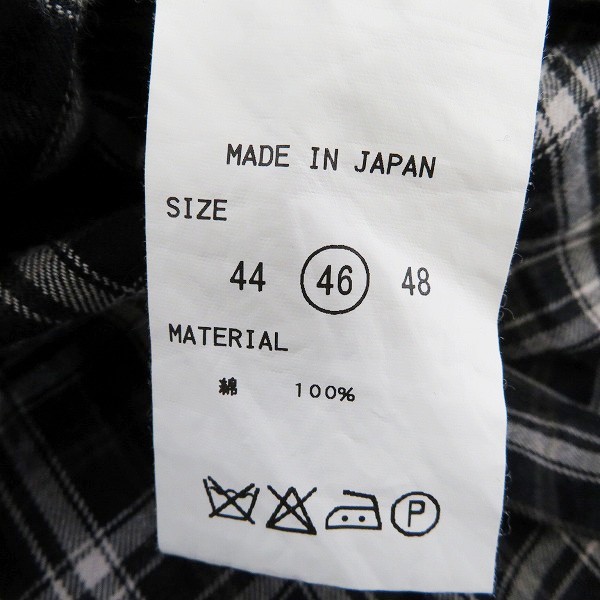 MADE IN JAPAN
SIZE
44 46 48
MATERIAL
綿 100%
P